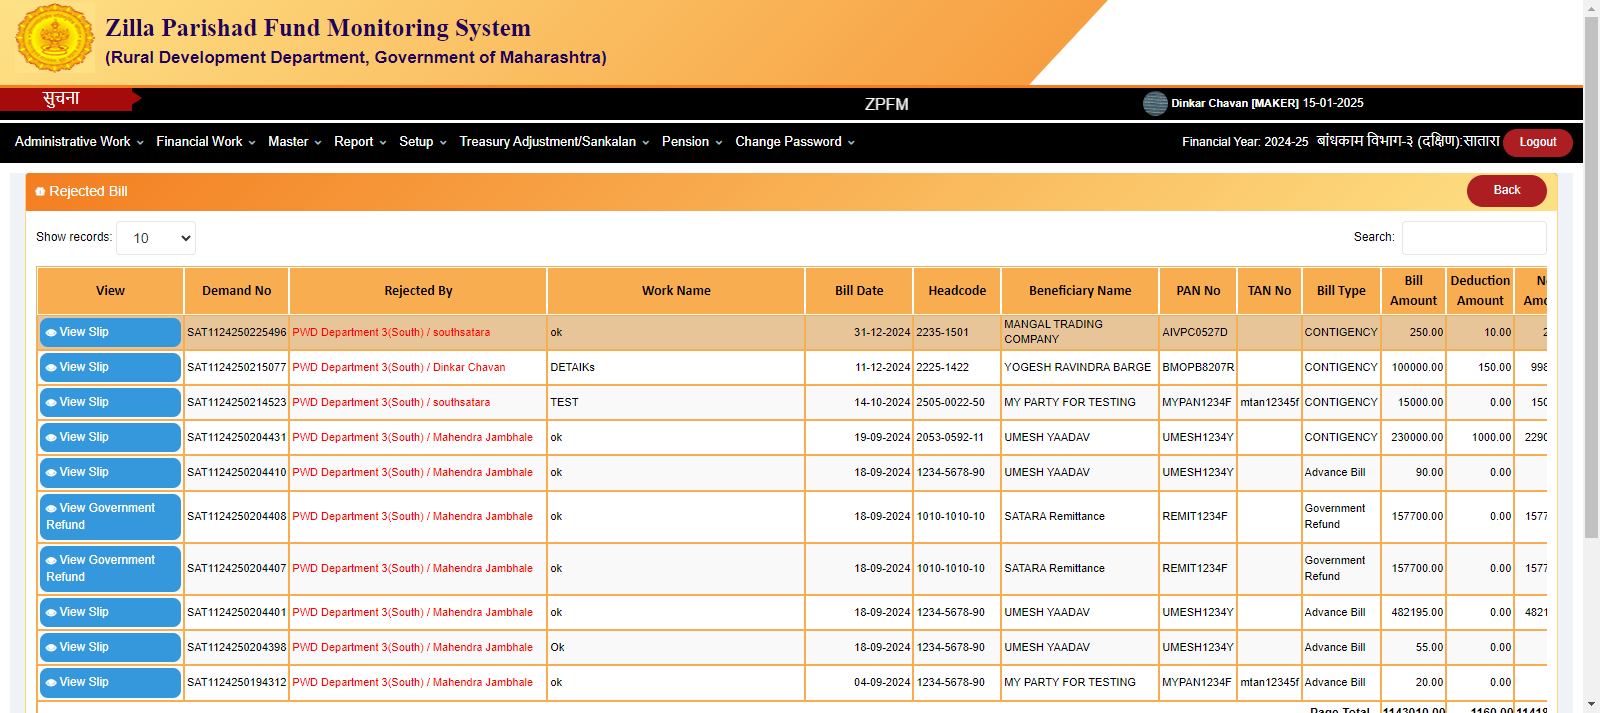 Zilla Parishad Fund Monitoring System
(Rural Development Department, Government of Maharashtra)
सुचना
ZPFM
Dinkar Chavan [MAKER] 15-01-2025
Administrative Work Financial Work Master Report Setup Treasury Adjustment/Sankalan Pension Change Password Financial Year: 2024-25 बांधकाम विभाग-३ (दक्षिण):सातारा Logout
Rejected Bill Back
Show records: 10 Search:
View Demand No Rejected By Work Name Bill Date Headcode Beneficiary Name PAN No TAN No Bill Type Bill Amount Deduction Amount
View Slip SAT1124250225496 PWD Department 3(South) / southsatara ok 31-12-2024 2235-1501 MANGAL TRADING COMPANY AIVPC0527D CONTIGENCY 250.00 10.00 2
View Slip SAT1124250215077 PWD Department 3(South) / Dinkar Chavan DETAIKs 11-12-2024 2225-1422 YOGESH RAVINDRA BARGE BMOPB8207R CONTIGENCY 100000.00 150.00 998
View Slip SAT1124250214523 PWD Department 3(South) / southsatara TEST 14-10-2024 2505-0022-50 MY PARTY FOR TESTING MYPAN1234F mtan12345f CONTIGENCY 15000.00 0.00 150
View Slip SAT1124250204431 PWD Department 3(South) / Mahendra Jambhale ok 19-09-2024 2053-0592-11 UMESH YAADAV UMESH1234Y CONTIGENCY 230000.00 1000.00 2290
View Slip SAT1124250204410 PWD Department 3(South) / Mahendra Jambhale ok 18-09-2024 1234-5678-90 UMESH YAADAV UMESH1234Y Advance Bill 90.00 0.00
View Government Refund SAT1124250204408 PWD Department 3(South) / Mahendra Jambhale ok 18-09-2024 1010-1010-10 SATARA Remittance REMIT1234F Government Refund 157700.00 0.00 1577
View Government Refund SAT1124250204407 PWD Department 3(South) / Mahendra Jambhale ok 18-09-2024 1010-1010-10 SATARA Remittance REMIT1234F Government Refund 157700.00 0.00 1577
View Slip SAT1124250204401 PWD Department 3(South) / Mahendra Jambhale ok 18-09-2024 1234-5678-90 UMESH YAADAV UMESH1234Y Advance Bill 482195.00 0.00 4821
View Slip SAT1124250204398 PWD Department 3(South) / Mahendra Jambhale Ok 18-09-2024 1234-5678-90 UMESH YAADAV UMESH1234Y Advance Bill 55.00 0.00
View Slip SAT1124250194312 PWD Department 3(South) / Mahendra Jambhale ok 04-09-2024 1234-5678-90 MY PARTY FOR TESTING MYPAN1234F mtan12345f Advance Bill 20.00 0.00
Page Total 1143010.00 1160.00 11418